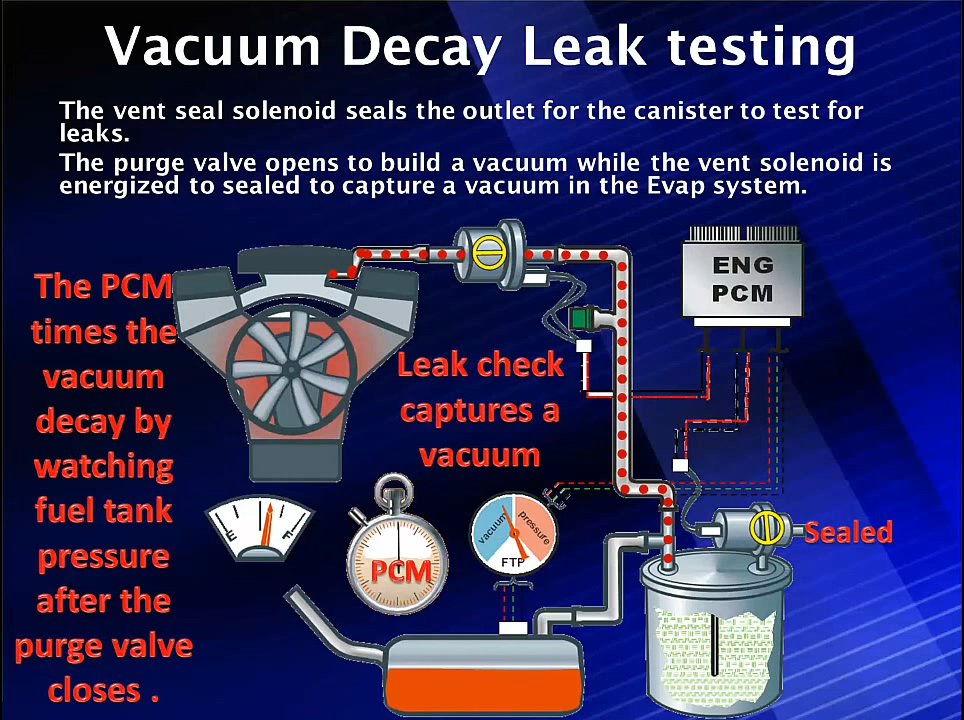 Vacuum Decay Leak testing
The vent seal solenoid seals the outlet for the canister to test for
leaks.
The purge valve opens to build a vacuum while the vent solenoid is
energized to sealed to capture a vacuum in the Evap system.
The PCM
times the
vacuum
decay by
watching
fuel tank
pressure
after the
purge valve
closes .
Leak check
captures a
vacuum
ENG
PCM
E
F
PCM
vacuum
pressure
FTP
Sealed